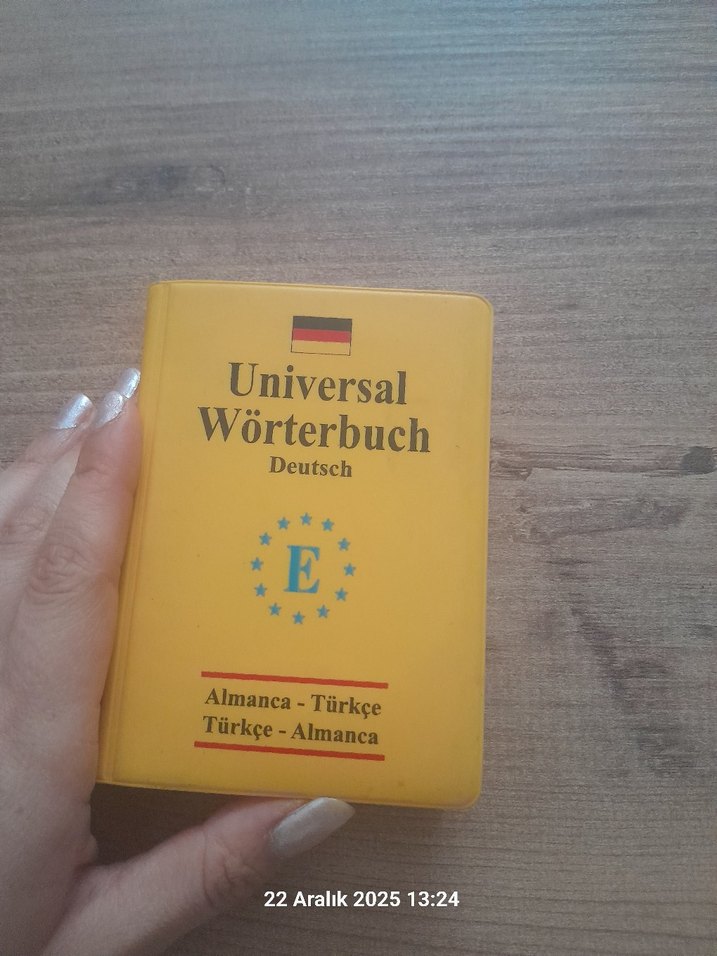 Universal
Wörterbuch
Deutsch
E
Almanca - Türkçe
Türkçe - Almanca
22 Aralık 2025 13:24